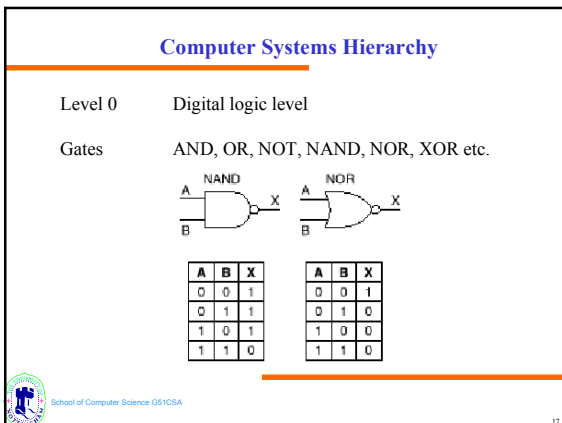 Computer Systems Hierarchy
Level 0 Digital logic level
Gates AND, OR, NOT, NAND, NOR, XOR etc.
NAND
A
X
B
NOR
A
X
B
A B X
0 0 1
0 1 1
1 0 1
1 1 0
A B X
0 0 1
0 1 0
1 0 0
1 1 0
School of Computer Science G51CSA
17